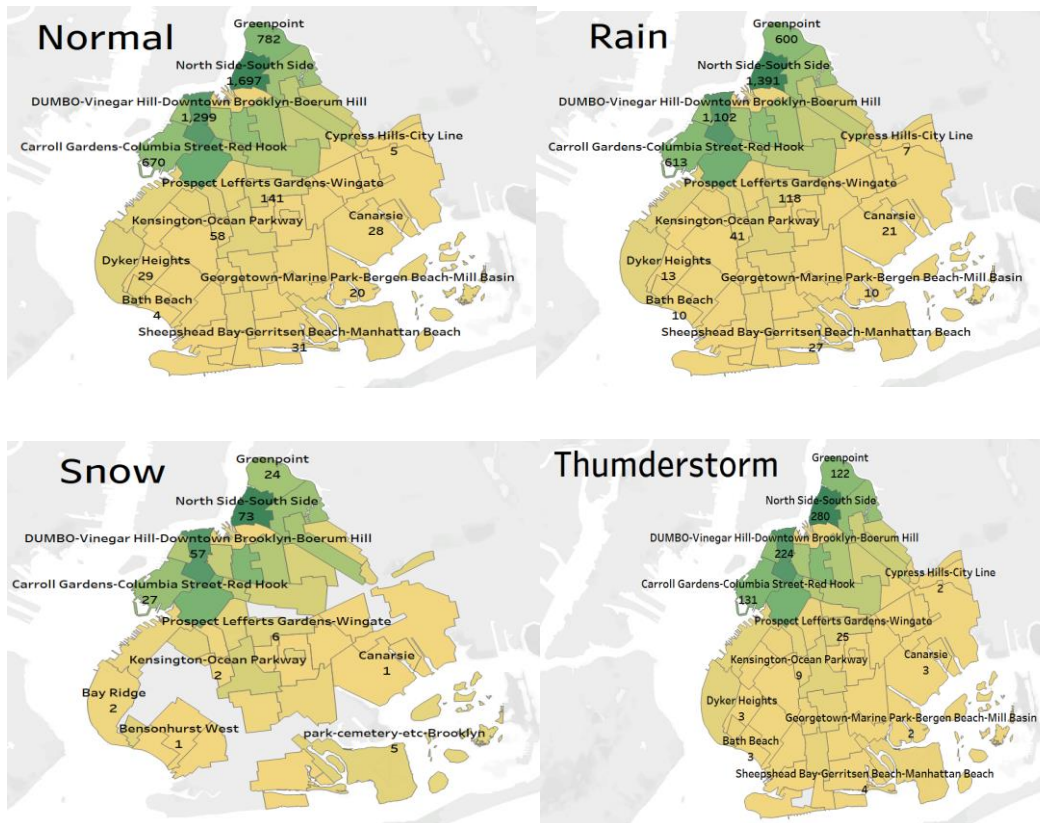 Normal
Greenpoint
782
North Side-South Side
1,697
DUMBO-Vinegar Hill-Downtown Brooklyn-Boerum Hill
1,299
Cypress Hills-City Line
5
Carroll Gardens-Columbia Street-Red Hook
670
Prospect Lefferts Gardens-Wingate
141
Kensington-Ocean Parkway
58
Canarsie
28
Dyker Heights
29
Georgetown-Marine Park-Bergen Beach-Mill Basin
20
Bath Beach
4
Sheepshead Bay-Gerritsen Beach-Manhattan Beach
31
Rain
Greenpoint
600
North Side-South Side
1,391
DUMBO-Vinegar Hill-Downtown Brooklyn-Boerum Hill
1,102
Cypress Hills-City Line
7
Carroll Gardens-Columbia Street-Red Hook
613
Prospect Lefferts Gardens-Wingate
118
Kensington-Ocean Parkway
41
Canarsie
21
Dyker Heights
13
Georgetown-Marine Park-Bergen Beach-Mill Basin
10
Bath Beach
10
Sheepshead Bay-Gerritsen Beach-Manhattan Beach
27
Snow
Greenpoint
24
North Side-South Side
73
DUMBO-Vinegar Hill-Downtown Brooklyn-Boerum Hill
57
Carroll Gardens-Columbia Street-Red Hook
27
Prospect Lefferts Gardens-Wingate
6
Kensington-Ocean Parkway
2
Canarsie
1
Bay Ridge
2
Bensonhurst West
1
park-cemetery-etc-Brooklyn
5
Thumderstorm
Greenpoint
122
North Side-South Side
280
DUMBO-Vinegar Hill-Downtown Brooklyn-Boerum Hill
224
Cypress Hills-City Line
2
Carroll Gardens-Columbia Street-Red Hook
131
Prospect Lefferts Gardens-Wingate
25
Kensington-Ocean Parkway
9
Canarsie
3
Dyker Heights
3
Georgetown-Marine Park-Bergen Beach-Mill Basin
2
Bath Beach
3
Sheepshead Bay-Gerritsen Beach-Manhattan Beach
4